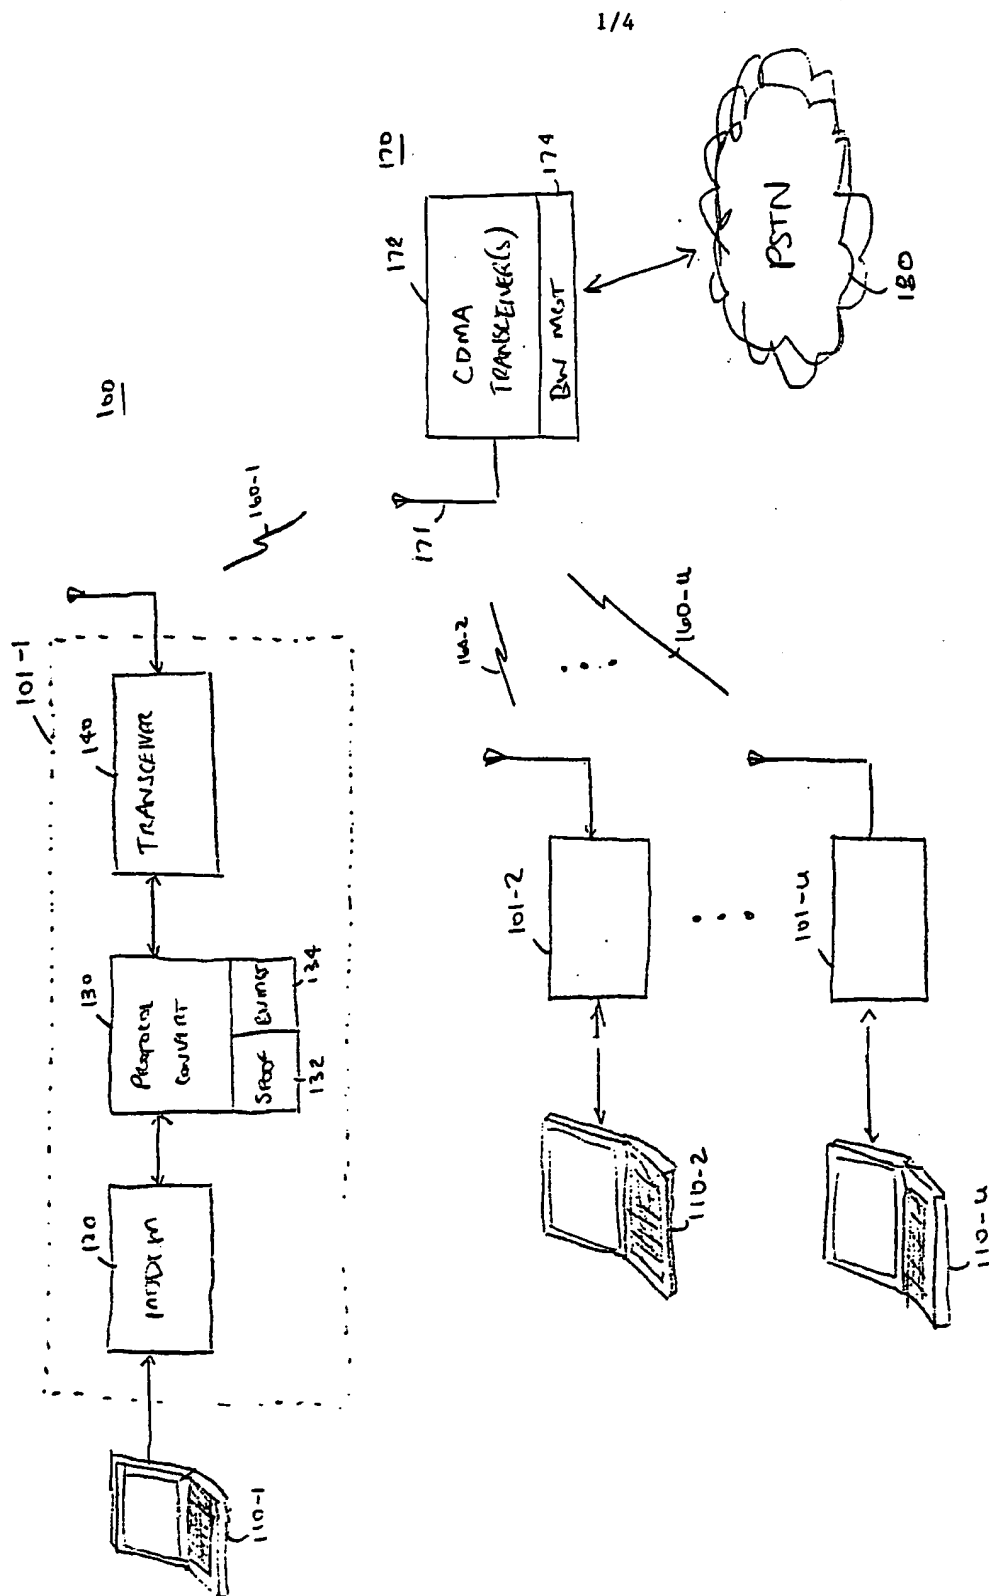 1/4
100
101-1
120
MODEM
130
PROTOCOL
CONVERT
SPOOF
132
BW MGT
134
140
TRANSCEIVER
160-1
110-1
170
171
172
CDMA
TRANSCEIVER(S)
BW MGT
174
PSTN
180
160-2
160-u
101-2
110-2
101-u
110-u